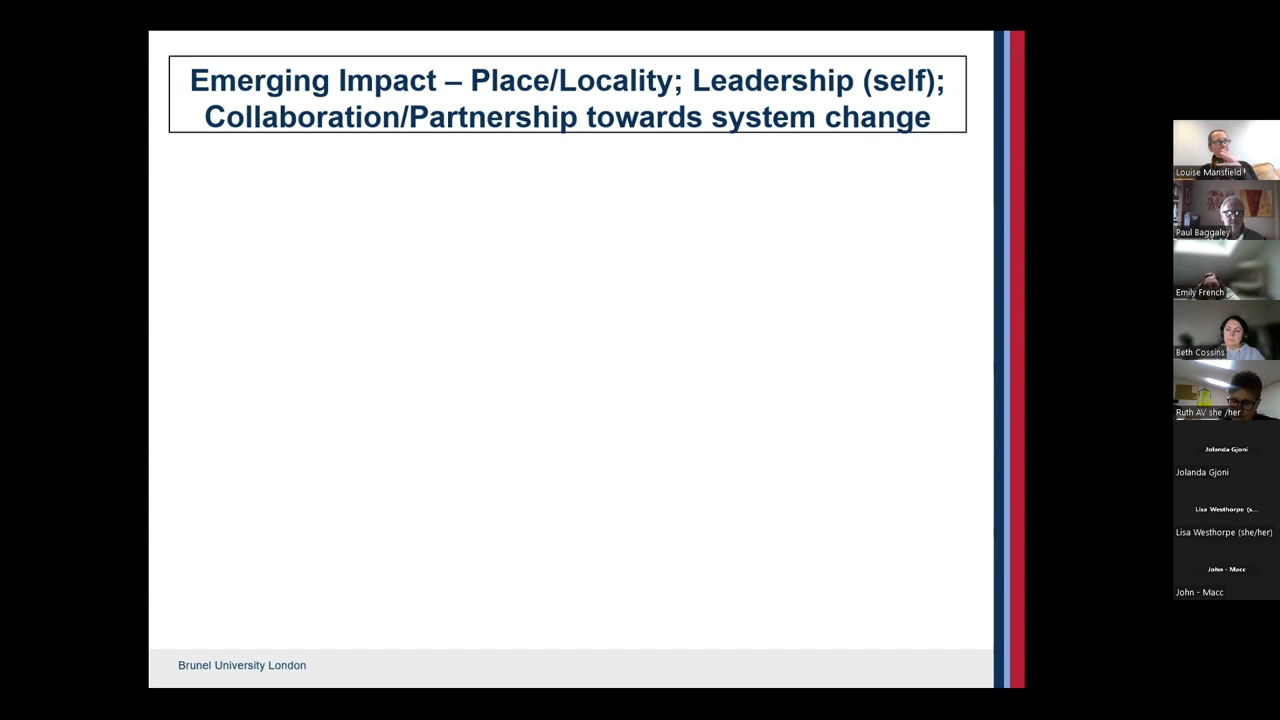 Emerging Impact – Place/Locality; Leadership (self);
Collaboration/Partnership towards system change
Brunel University London
Louise Mansfield
Paul Baggaley
Emily French
Beth Cossins
Ruth AV she /her
Jolanda Gjoni
Jolanda Gjoni
Lisa Westhorpe (s...
Lisa Westhorpe (she/her)
John - Macc
John - Macc